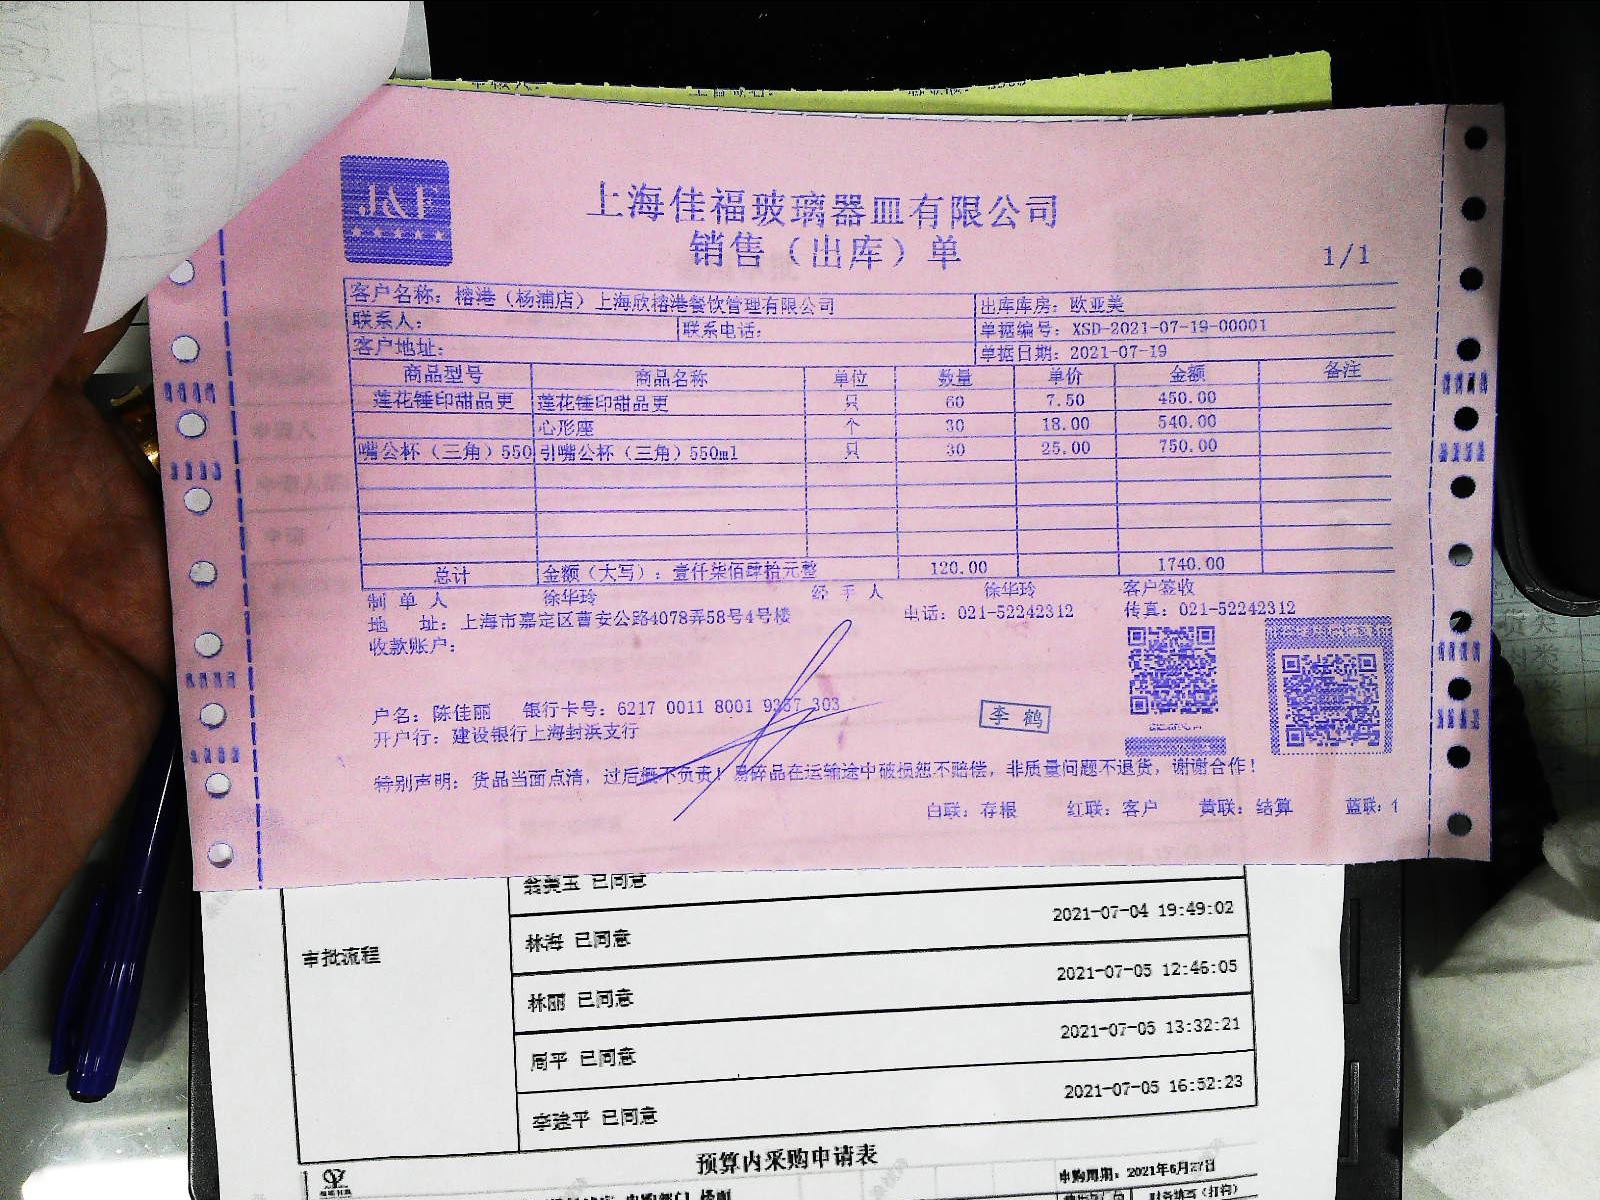 J&F
上海佳福玻璃器皿有限公司
销售（出库）单
1/1
客户名称：榕港（杨浦店）上海欣榕港餐饮管理有限公司 出库库房：欧亚美
联系人： 联系电话： 单据编号：XSD-2021-07-19-00001
客户地址： 单据日期：2021-07-19
商品型号 商品名称 单位 数量 单价 金额 备注
莲花锤印甜品更 莲花锤印甜品更 只 60 7.50 450.00
心形座 个 30 18.00 540.00
嘴公杯（三角）550 引嘴公杯（三角）550ml 只 30 25.00 750.00
总计 金额（大写）：壹仟柒佰肆拾元整 120.00 1740.00
制单人 徐华玲 经手人 徐华玲 客户签收
地 址：上海市嘉定区曹安公路4078弄58号4号楼 电话：021-52242312 传真：021-52242312
收款账户：
户名：陈佳丽 银行卡号：6217 0011 8001 9257 303
李鹤
开户行：建设银行上海封浜支行
特别声明：货品当面点清，过后概不负责！易碎品在运输途中破损恕不赔偿，非质量问题不退货，谢谢合作！
白联：存根 红联：客户 黄联：结算 蓝联：
审批流程
已同意
2021-07-04 19:49:02
林海 已同意
2021-07-05 12:46:05
林丽 已同意
2021-07-05 13:32:21
周平 已同意
2021-07-05 16:52:23
李建平 已同意
预算内采购申请表
申购周期：2021年6月27日